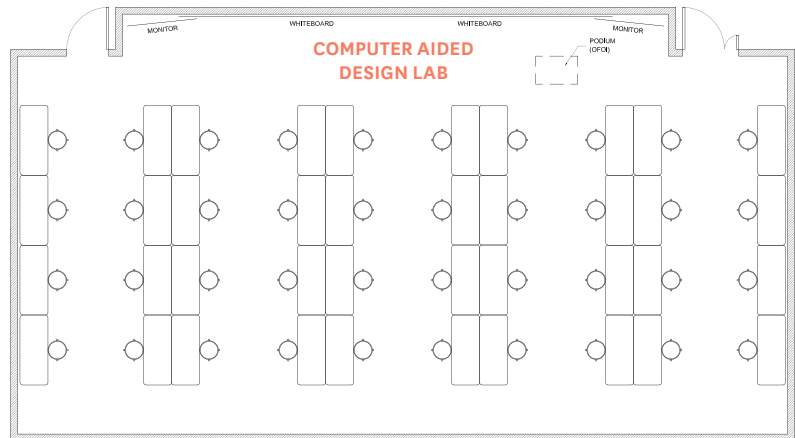 MONITOR
WHITEBOARD
WHITEBOARD
MONITOR
COMPUTER AIDED
DESIGN LAB
PODIUM
(OFOI)